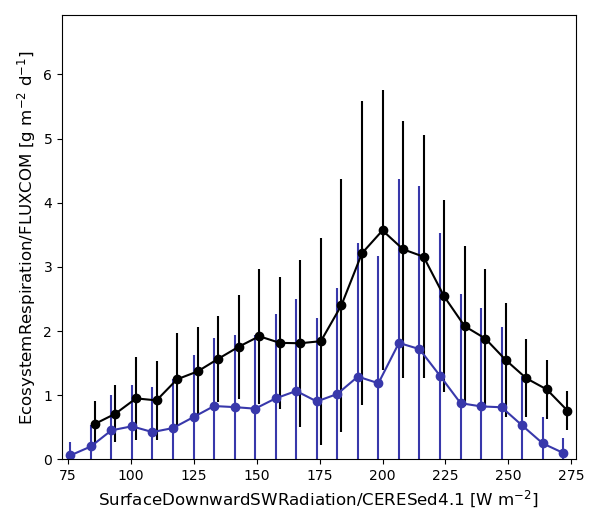 EcosystemRespiration/FLUXCOM [g m⁻² d⁻¹]
6
5
4
3
2
1
0
75 100 125 150 175 200 225 250 275
SurfaceDownwardSWRadiation/CERESed4.1 [W m⁻²]